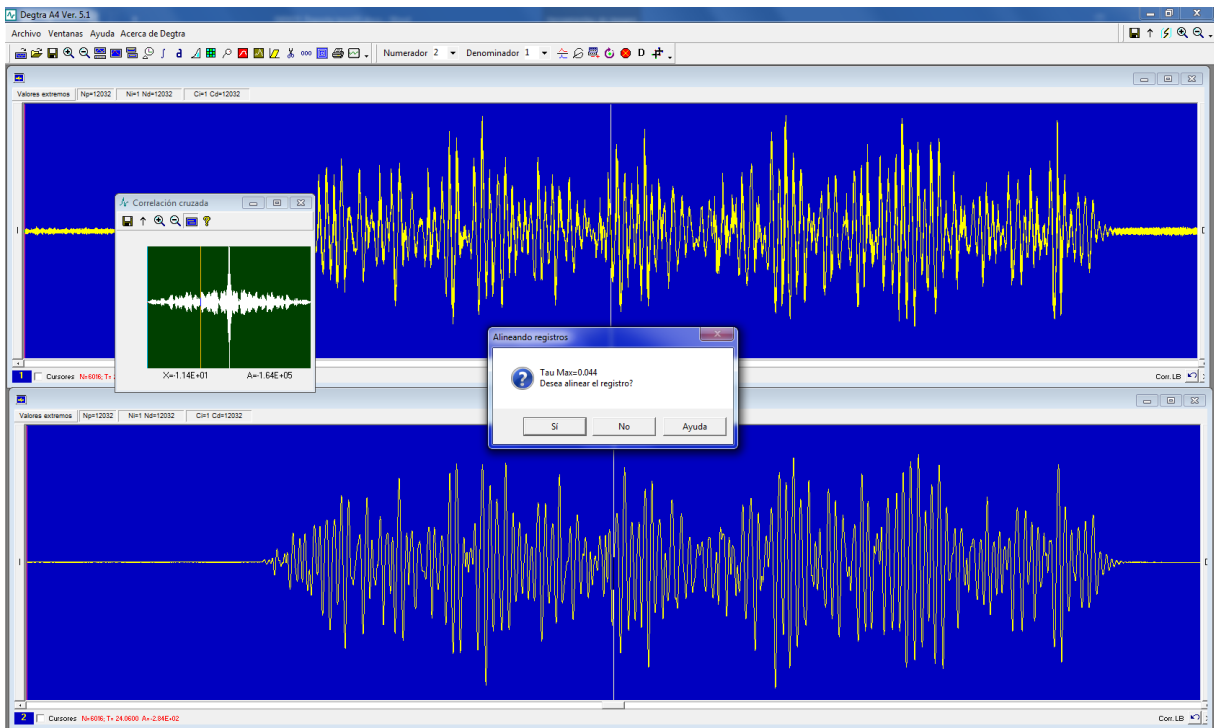 Degtra A4 Ver. 5.1
Archivo Ventanas Ayuda Acerca de Degtra
Numerador 2 Denominador 1 D
Valores extremos Np=12032 Ni=1 Nd=12032 Ci=1 Cd=12032
Correlación cruzada
X=-1.14E+01 A=-1.64E+05
Alineando registros
Tau Max=0.044
Desea alinear el registro?
Sí No Ayuda
1 Cursores N=6016; T= Corr. LB
Valores extremos Np=12032 Ni=1 Nd=12032 Ci=1 Cd=12032
2 Cursores N=6016; T= 24.0600 A=-2.84E+02 Corr. LB